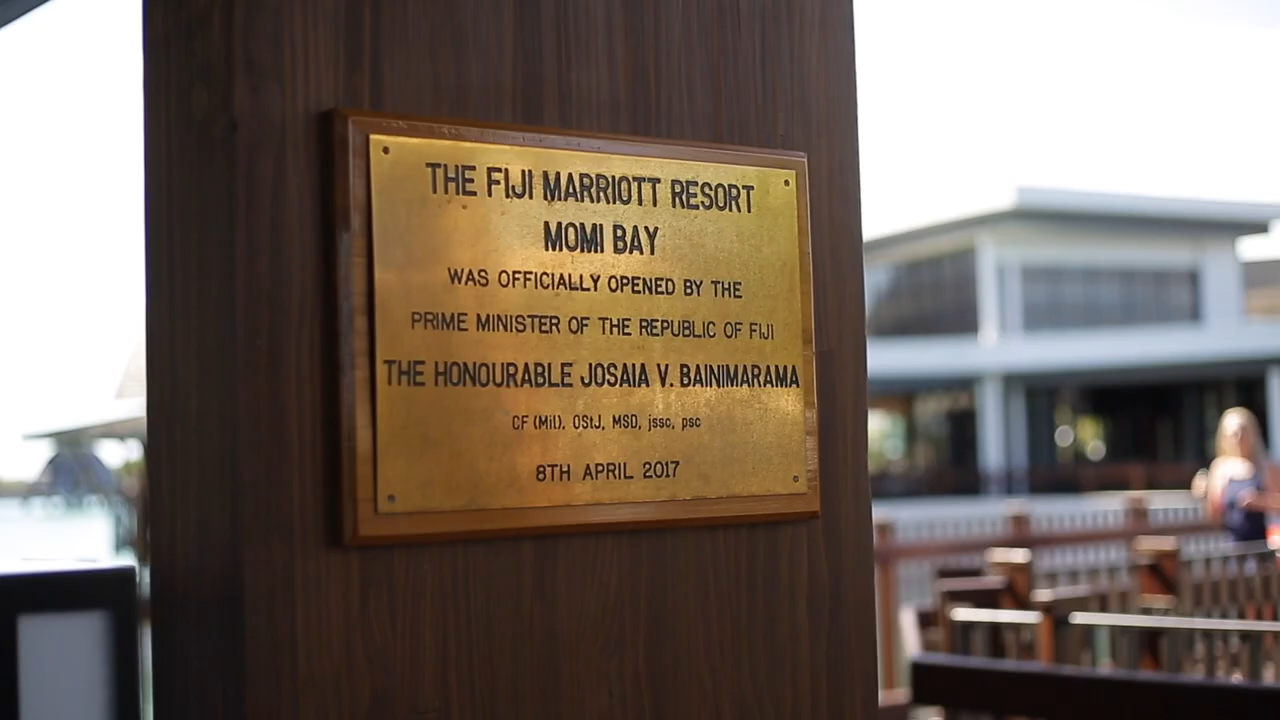 THE FIJI MARRIOTT RESORT
MOMI BAY
WAS OFFICIALLY OPENED BY THE
PRIME MINISTER OF THE REPUBLIC OF FIJI
THE HONOURABLE JOSAIA V. BAINIMARAMA
CF (Mil), OStJ, MSD, jssc, psc
8TH APRIL 2017